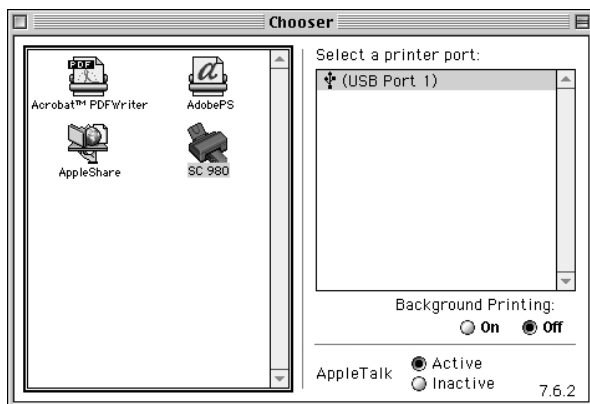 Chooser
PDF
Acrobat™ PDFWriter
a
AdobePS
AppleShare
SC 980
Select a printer port:
(USB Port 1)
Background Printing:
On Off
AppleTalk
Active
Inactive
7.6.2